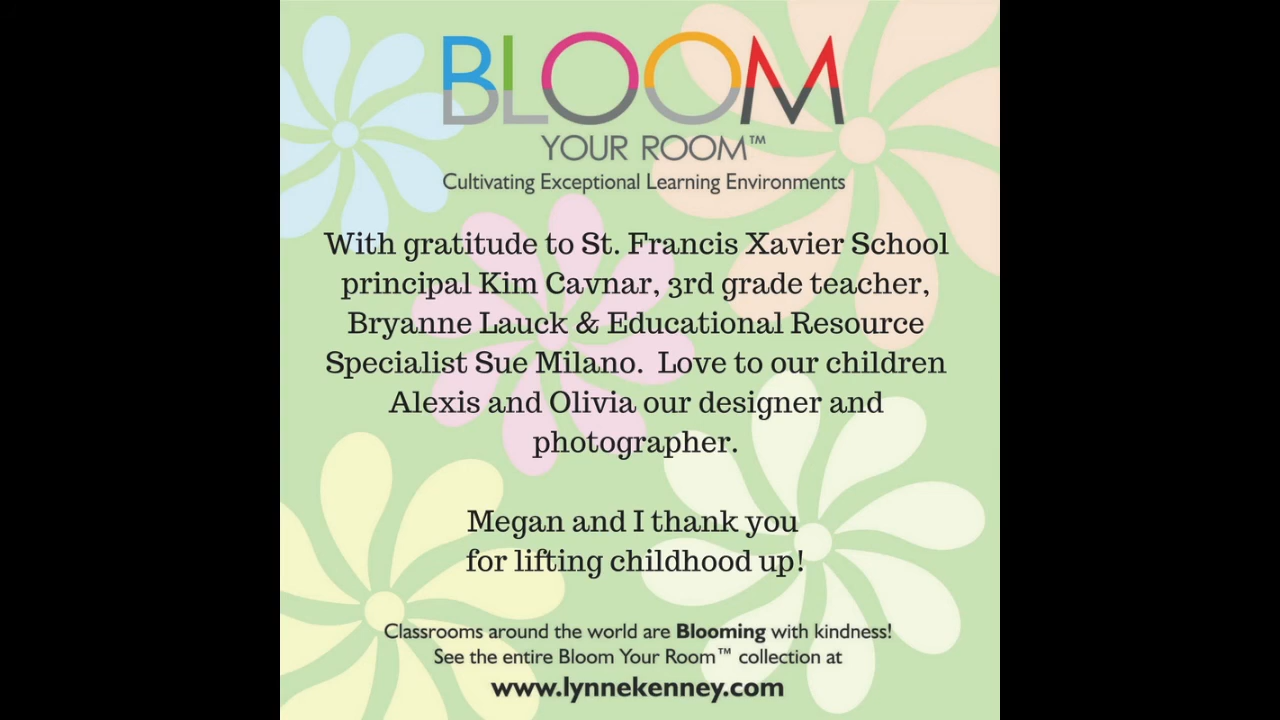 BLOOM
YOUR ROOM™
Cultivating Exceptional Learning Environments
With gratitude to St. Francis Xavier School
principal Kim Cavnar, 3rd grade teacher,
Bryanne Lauck & Educational Resource
Specialist Sue Milano. Love to our children
Alexis and Olivia our designer and
photographer.
Megan and I thank you
for lifting childhood up!
Classrooms around the world are Blooming with kindness!
See the entire Bloom Your Room™ collection at
www.lynnekenney.com